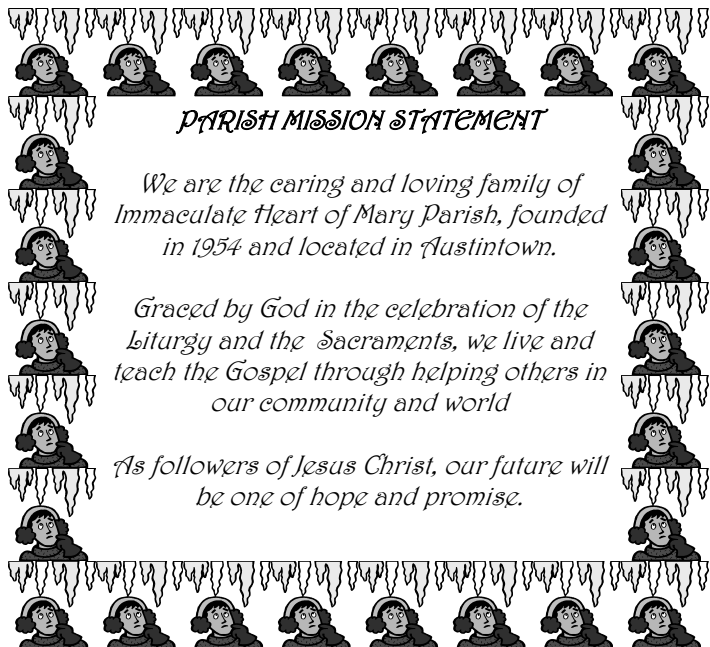 PARISH MISSION STATEMENT
We are the caring and loving family of
Immaculate Heart of Mary Parish, founded
in 1954 and located in Austintown.
Graced by God in the celebration of the
Liturgy and the Sacraments, we live and
teach the Gospel through helping others in
our community and world
As followers of Jesus Christ, our future will
be one of hope and promise.